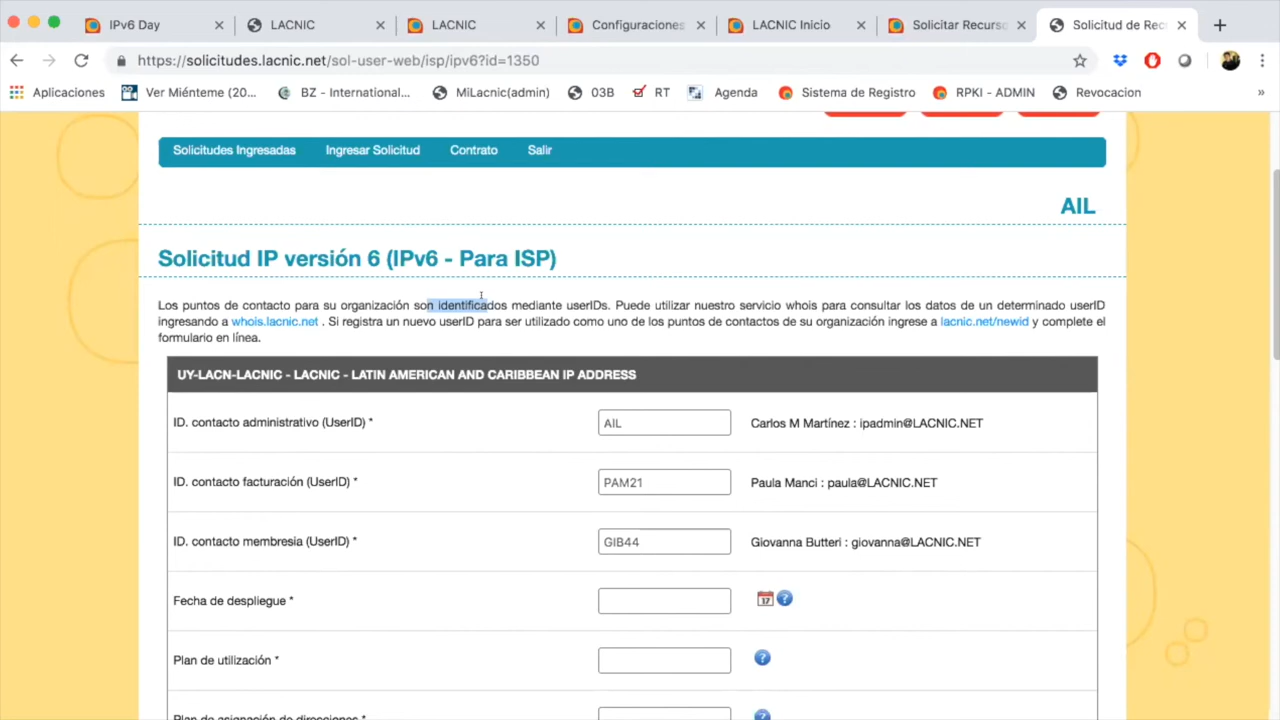 IPv6 Day
LACNIC
LACNIC
Configuraciones
LACNIC Inicio
Solicitar Recurso
Solicitud de Rec
https://solicitudes.lacnic.net/sol-user-web/isp/ipv6?id=1350
Aplicaciones
Ver Miénteme (20...
BZ - International...
MiLacnic(admin)
03B
RT
Agenda
Sistema de Registro
RPKI - ADMIN
Revocacion
»
Solicitudes Ingresadas
Ingresar Solicitud
Contrato
Salir
AIL
Solicitud IP versión 6 (IPv6 - Para ISP)
Los puntos de contacto para su organización son identificados mediante userIDs. Puede utilizar nuestro servicio whois para consultar los datos de un determinado userID
ingresando a whois.lacnic.net . Si registra un nuevo userID para ser utilizado como uno de los puntos de contactos de su organización ingrese a lacnic.net/newid y complete el
formulario en línea.
UY-LACN-LACNIC - LACNIC - LATIN AMERICAN AND CARIBBEAN IP ADDRESS
ID. contacto administrativo (UserID) *
AIL
Carlos M Martínez : ipadmin@LACNIC.NET
ID. contacto facturación (UserID) *
PAM21
Paula Manci : paula@LACNIC.NET
ID. contacto membresia (UserID) *
GIB44
Giovanna Butteri : giovanna@LACNIC.NET
Fecha de despliegue *
17
?
Plan de utilización *
?
Plan de asignación de direcciones *
?